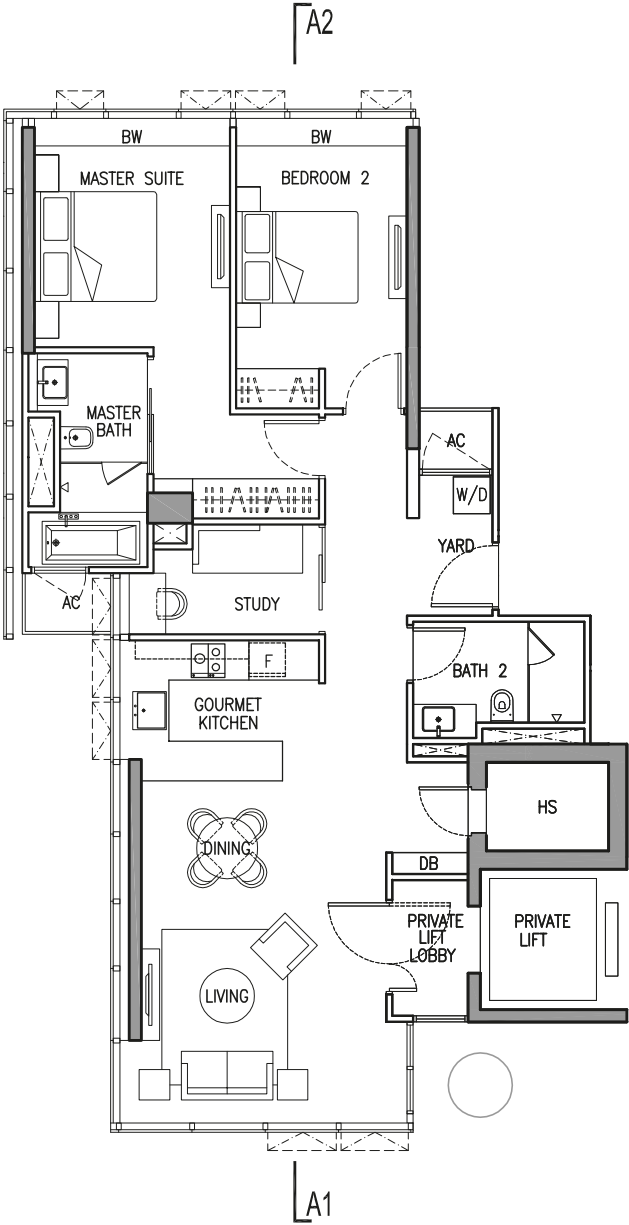 A2
BW
BW
MASTER SUITE
BEDROOM 2
MASTER
BATH
AC
W/D
YARD
AC
STUDY
F
BATH 2
GOURMET
KITCHEN
HS
DINING
DB
PRIVATE
LIFT
LOBBY
PRIVATE
LIFT
LIVING
A1